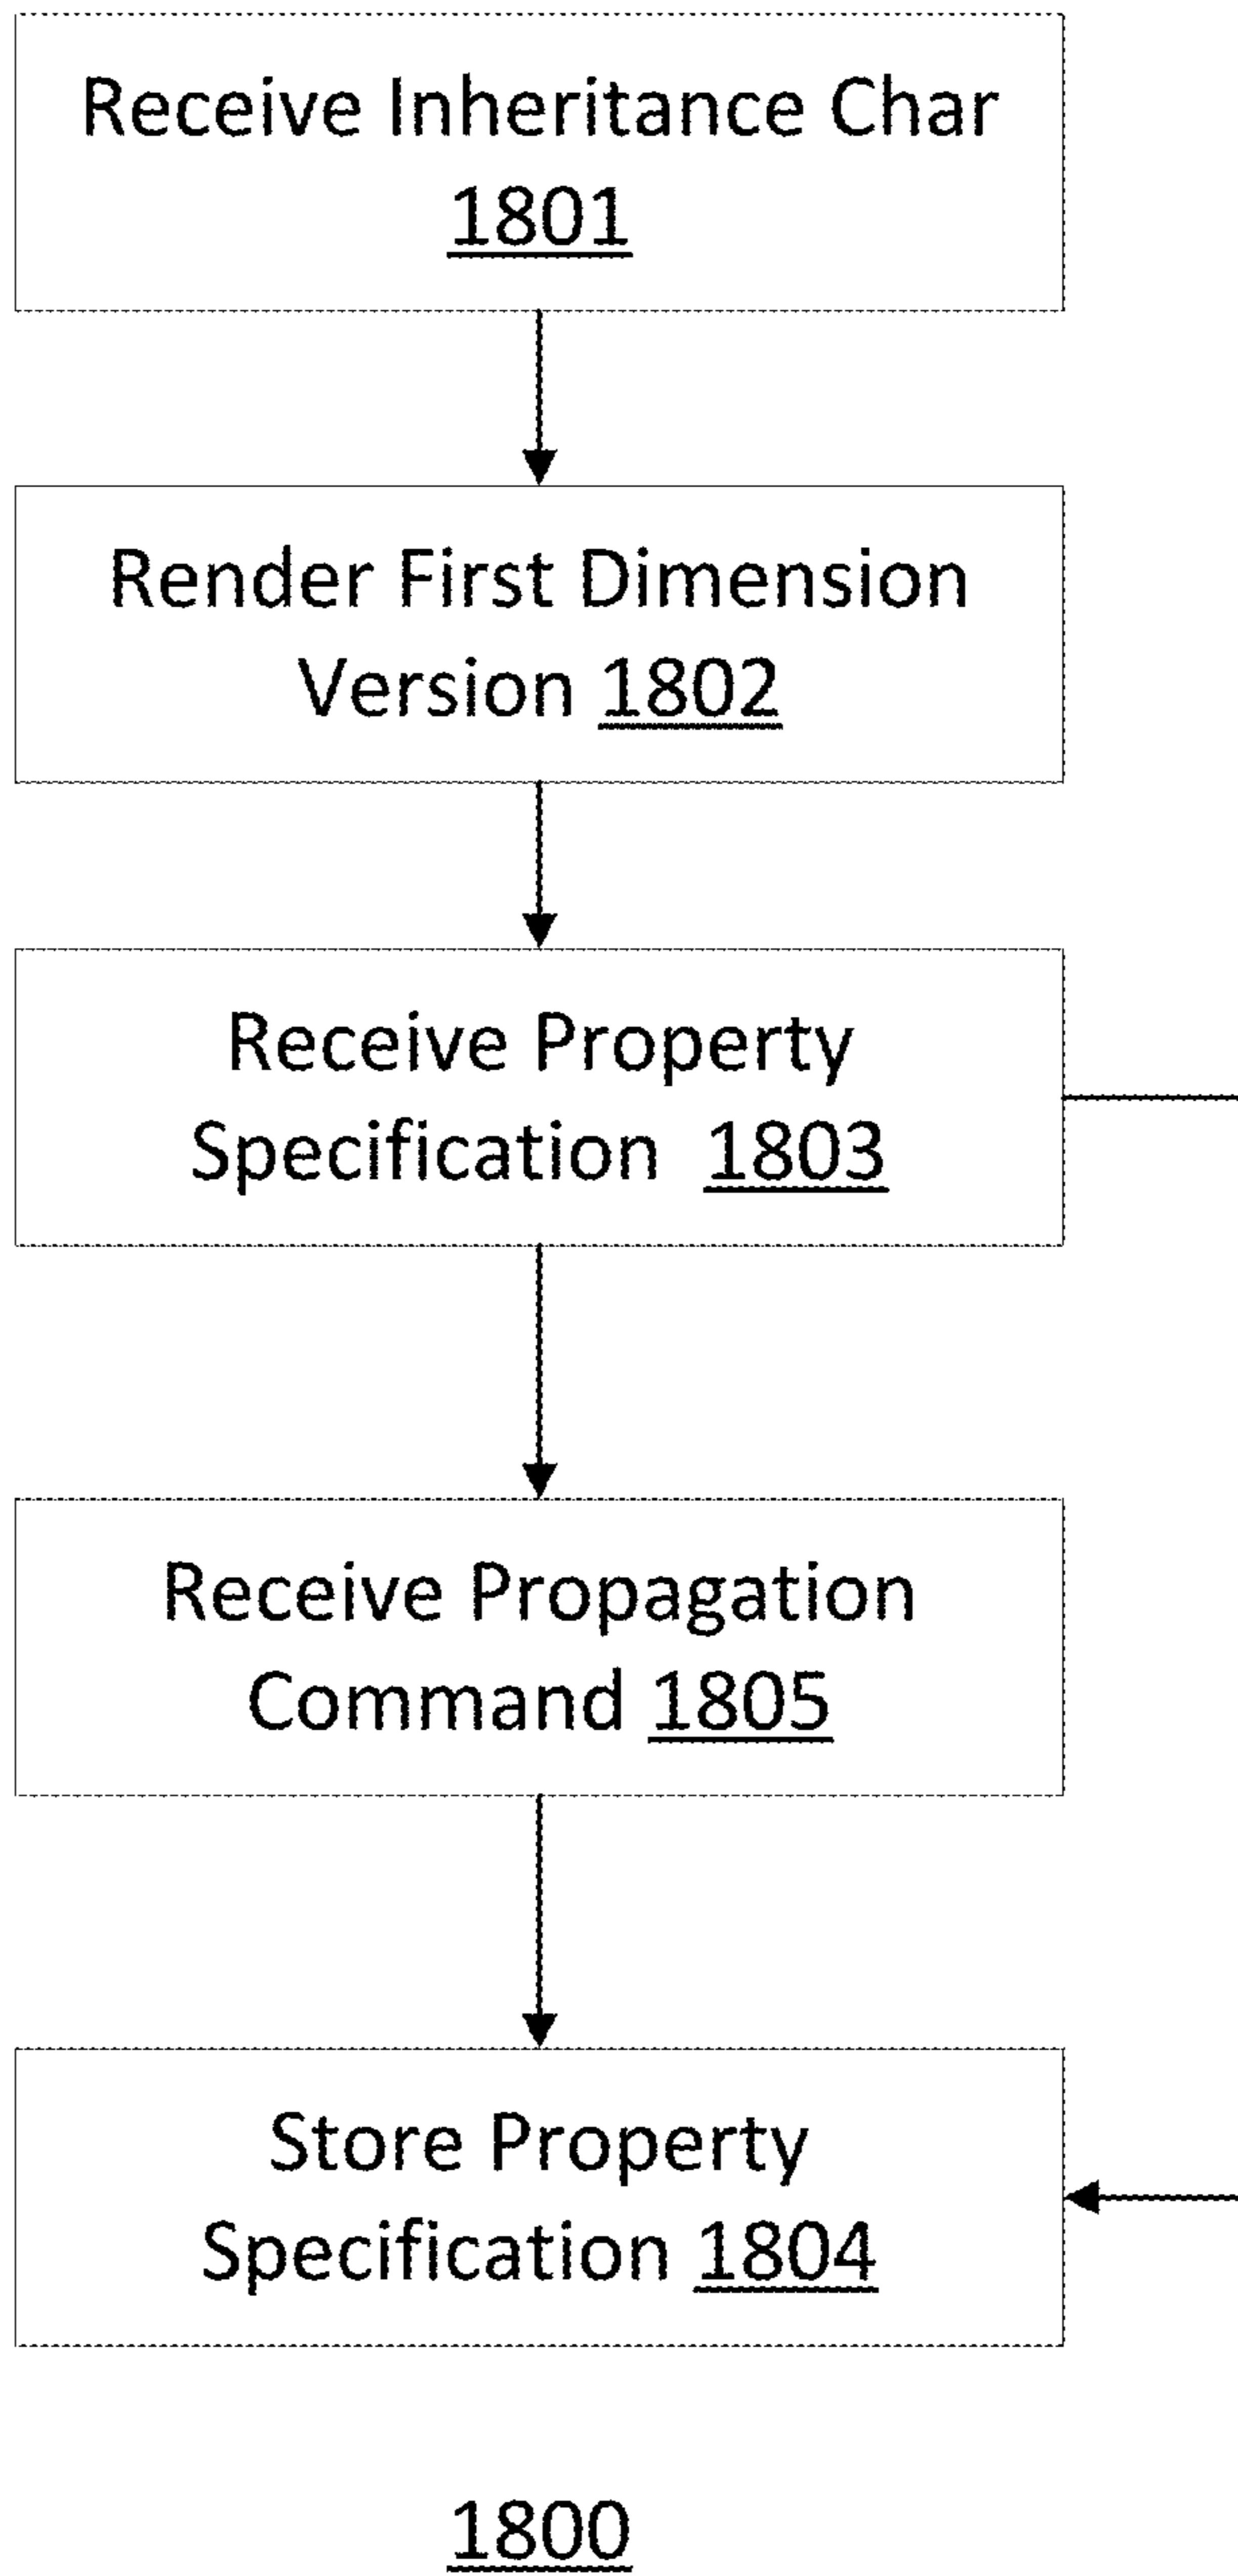 Receive Inheritance Char
1801
Render First Dimension
Version 1802
Receive Property
Specification 1803
Receive Propagation
Command 1805
Store Property
Specification 1804
1800